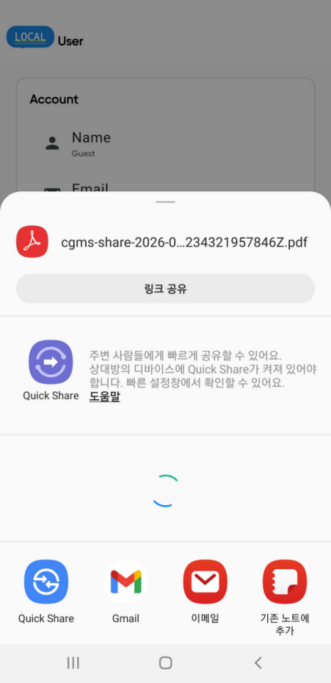 LOCAL User
Account
Name
Guest
Email
cgms-share-2026-0...234321957846Z.pdf
링크 공유
주변 사람들에게 빠르게 공유할 수 있어요.
상대방의 디바이스에 Quick Share가 켜져 있어야
합니다. 빠른 설정창에서 확인할 수 있어요.
Quick Share 도움말
Quick Share Gmail 이메일 기존 노트에
추가